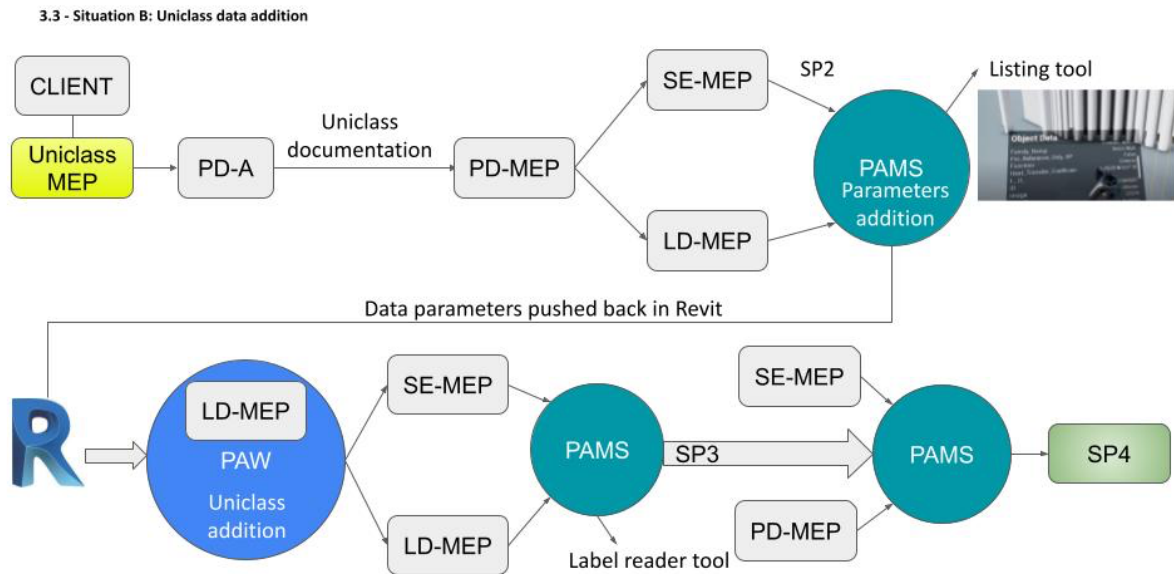 3.3 - Situation B: Uniclass data addition
CLIENT
Uniclass
MEP
PD-A
Uniclass
documentation
PD-MEP
SE-MEP
LD-MEP
SP2
PAMS
Parameters
addition
Listing tool
Object Data
Data parameters pushed back in Revit
R
LD-MEP
PAW
Uniclass
addition
SE-MEP
LD-MEP
PAMS
Label reader tool
SP3
SE-MEP
PD-MEP
PAMS
SP4